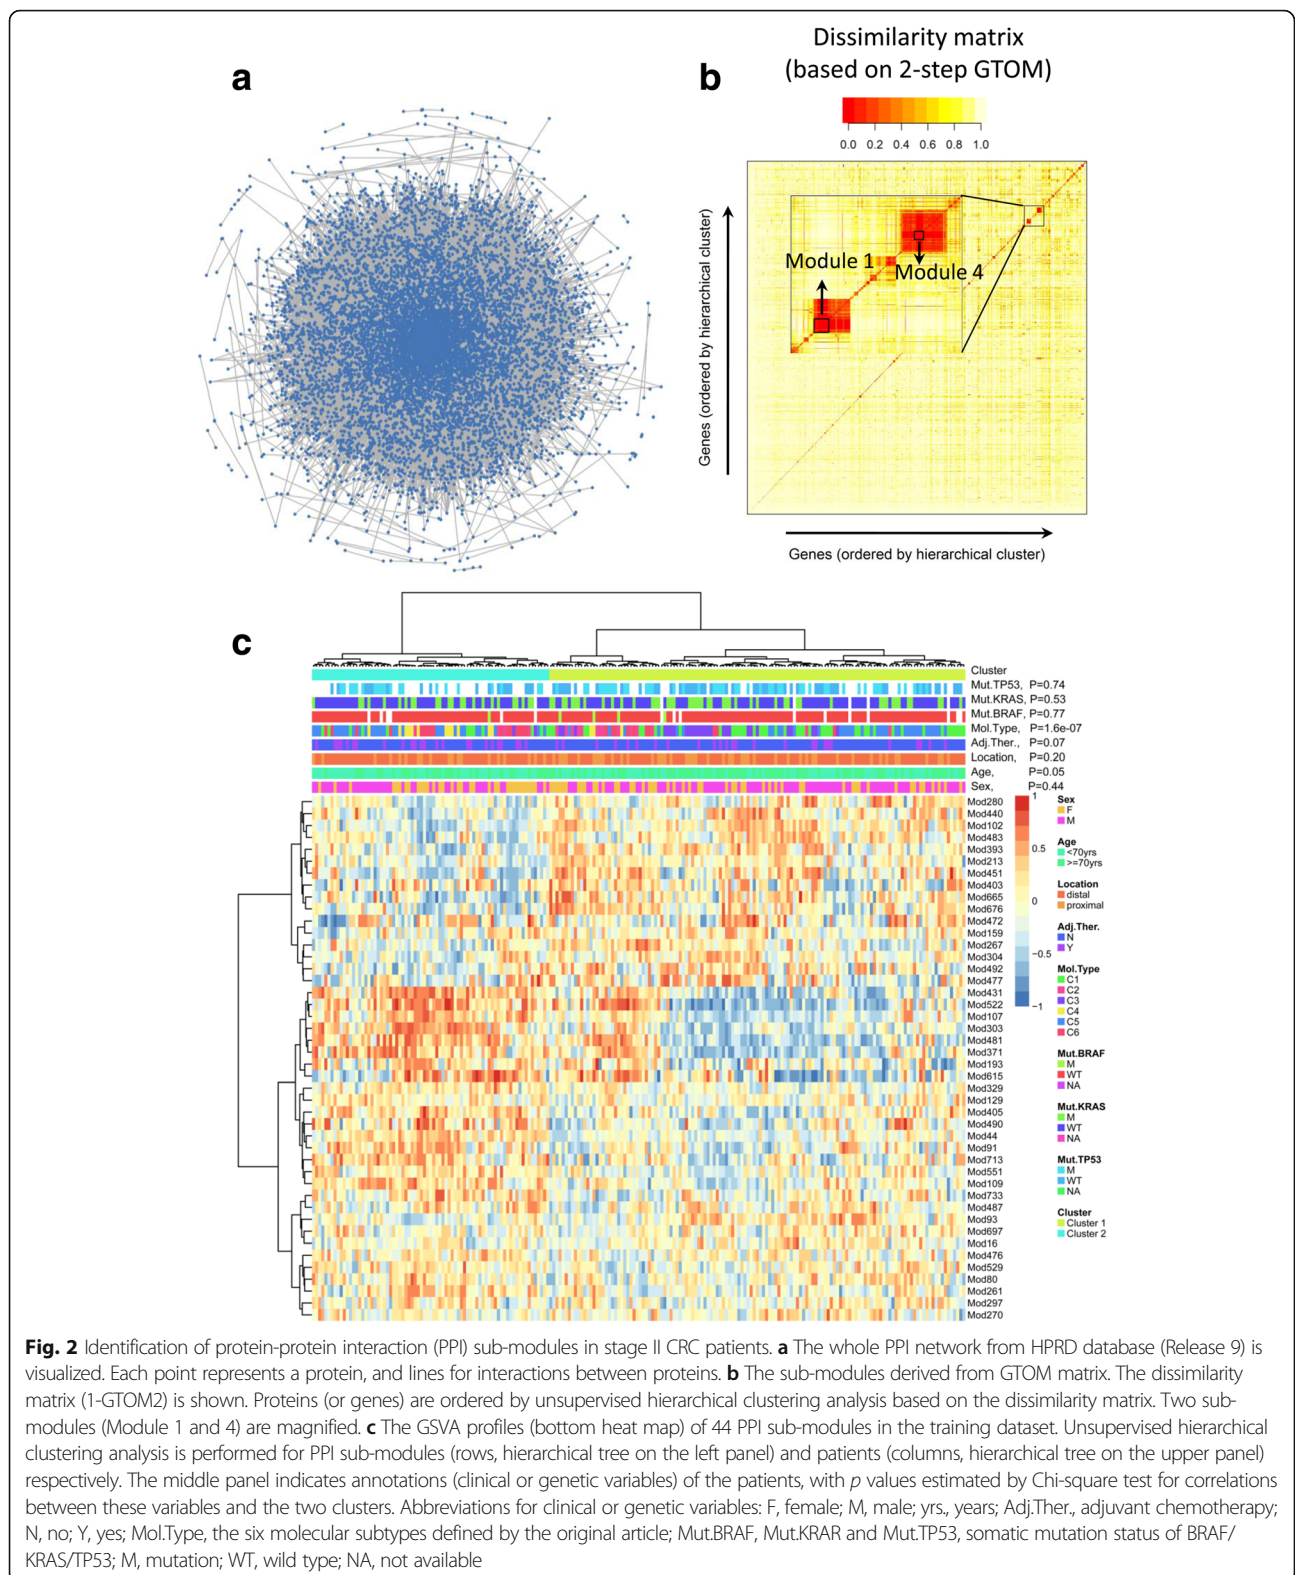 a
b
Dissimilarity matrix
(based on 2-step GTOM)
0.0 0.2 0.4 0.6 0.8 1.0
Genes (ordered by hierarchical cluster)
Module 1
Module 4
Genes (ordered by hierarchical cluster)
c
Cluster
Mut.TP53, P=0.74
Mut.KRAS, P=0.53
Mut.BRAF, P=0.77
Mol.Type, P=1.6e-07
Adj.Ther., P=0.07
Location, P=0.20
Age, P=0.05
Sex, P=0.44
Mod280
Mod440
Mod102
Mod483
Mod393
Mod213
Mod451
Mod403
Mod665
Mod676
Mod472
Mod159
Mod267
Mod304
Mod492
Mod477
Mod431
Mod522
Mod107
Mod303
Mod481
Mod371
Mod193
Mod615
Mod329
Mod129
Mod405
Mod490
Mod44
Mod91
Mod713
Mod551
Mod109
Mod733
Mod487
Mod93
Mod697
Mod16
Mod476
Mod529
Mod80
Mod261
Mod297
Mod270
1
0.5
0
−0.5
−1
Sex
F
M
Age
<70yrs
>=70yrs
Location
distal
proximal
Adj.Ther.
N
Y
Mol.Type
C1
C2
C3
C4
C5
C6
Mut.BRAF
M
WT
NA
Mut.KRAS
M
WT
NA
Mut.TP53
M
WT
NA
Cluster
Cluster 1
Cluster 2
Fig. 2 Identification of protein-protein interaction (PPI) sub-modules in stage II CRC patients. a The whole PPI network from HPRD database (Release 9) is
visualized. Each point represents a protein, and lines for interactions between proteins. b The sub-modules derived from GTOM matrix. The dissimilarity
matrix (1-GTOM2) is shown. Proteins (or genes) are ordered by unsupervised hierarchical clustering analysis based on the dissimilarity matrix. Two sub-
modules (Module 1 and 4) are magnified. c The GSVA profiles (bottom heat map) of 44 PPI sub-modules in the training dataset. Unsupervised hierarchical
clustering analysis is performed for PPI sub-modules (rows, hierarchical tree on the left panel) and patients (columns, hierarchical tree on the upper panel)
respectively. The middle panel indicates annotations (clinical or genetic variables) of the patients, with p values estimated by Chi-square test for correlations
between these variables and the two clusters. Abbreviations for clinical or genetic variables: F, female; M, male; yrs., years; Adj.Ther., adjuvant chemotherapy;
N, no; Y, yes; Mol.Type, the six molecular subtypes defined by the original article; Mut.BRAF, Mut.KRAR and Mut.TP53, somatic mutation status of BRAF/
KRAS/TP53; M, mutation; WT, wild type; NA, not available